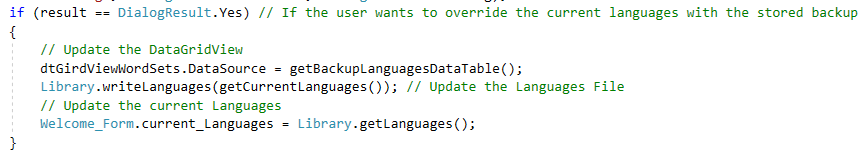 if (result == DialogResult.Yes) // If the user wants to override the current languages with the stored backup
{
// Update the DataGridView
dtGirdViewWordSets.DataSource = getBackupLanguagesDataTable();
Library.writeLanguages(getCurrentLanguages()); // Update the Languages File
// Update the current Languages
Welcome_Form.current_Languages = Library.getLanguages();
}